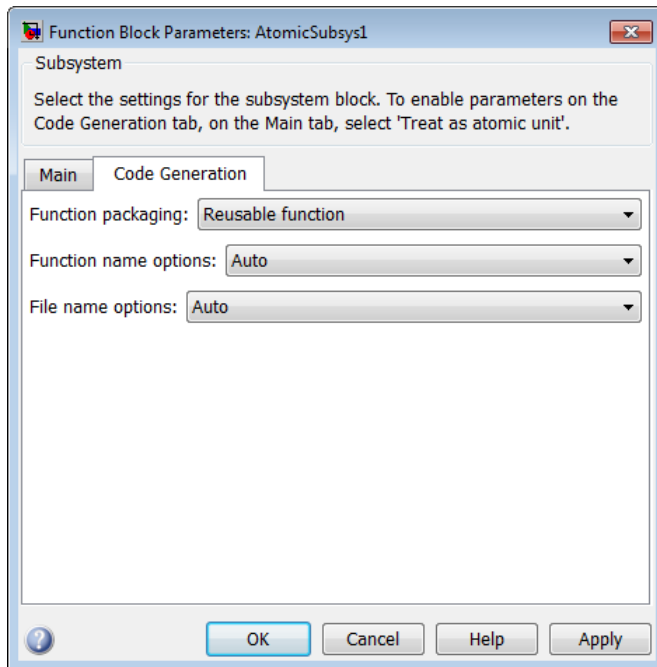 Function Block Parameters: AtomicSubsys1
Subsystem
Select the settings for the subsystem block. To enable parameters on the
Code Generation tab, on the Main tab, select 'Treat as atomic unit'.
Main Code Generation
Function packaging: Reusable function
Function name options: Auto
File name options: Auto
? OK Cancel Help Apply